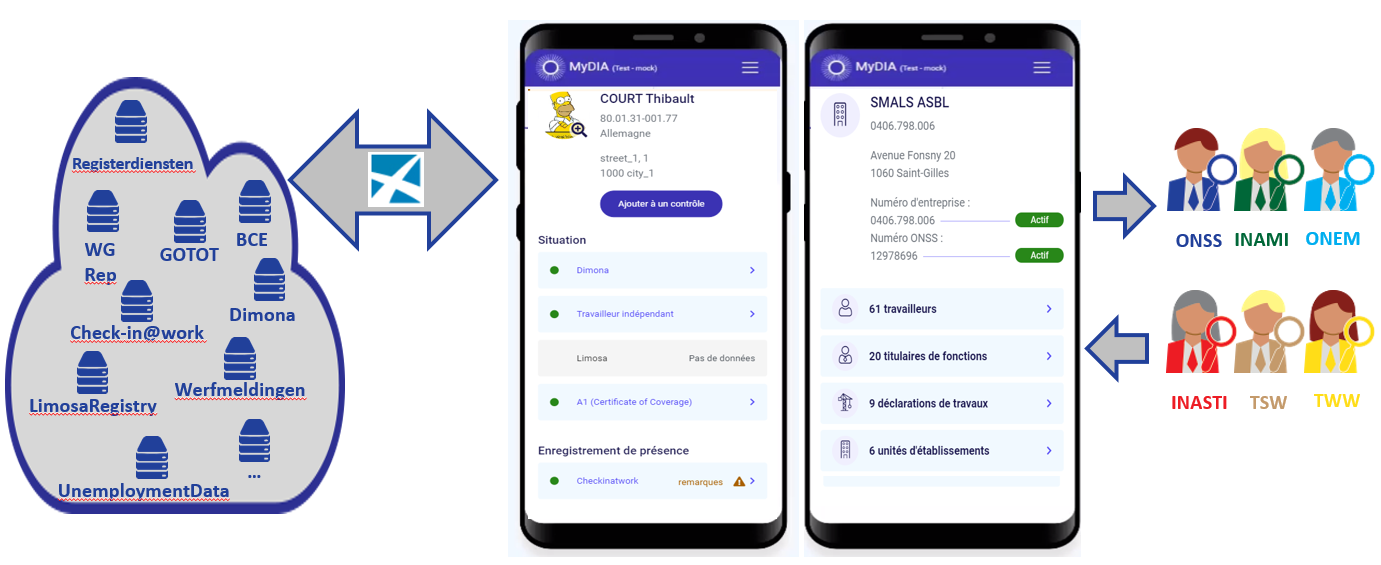 Registerdiensten
WG
Rep
GOTOT
BCE
Dimona
Check-in@work
Werfmeldingen
LimosaRegistry
UnemploymentData
...
MyDIA (Test - mock)
COURT Thibault
80.01.31-001.77
Allemagne
street_1, 1
1000 city_1
Ajouter à un contrôle
Situation
Dimona
Travailleur indépendant
Limosa Pas de données
A1 (Certificate of Coverage)
Enregistrement de présence
Checkinatwork remarques
MyDIA (Test - mock)
SMALS ASBL
0406.798.006
Avenue Fonsny 20
1060 Saint-Gilles
Numéro d'entreprise :
0406.798.006 Actif
Numéro ONSS :
12978696 Actif
61 travailleurs
20 titulaires de fonctions
9 déclarations de travaux
6 unités d'établissements
ONSS INAMI ONEM
INASTI TSW TWW